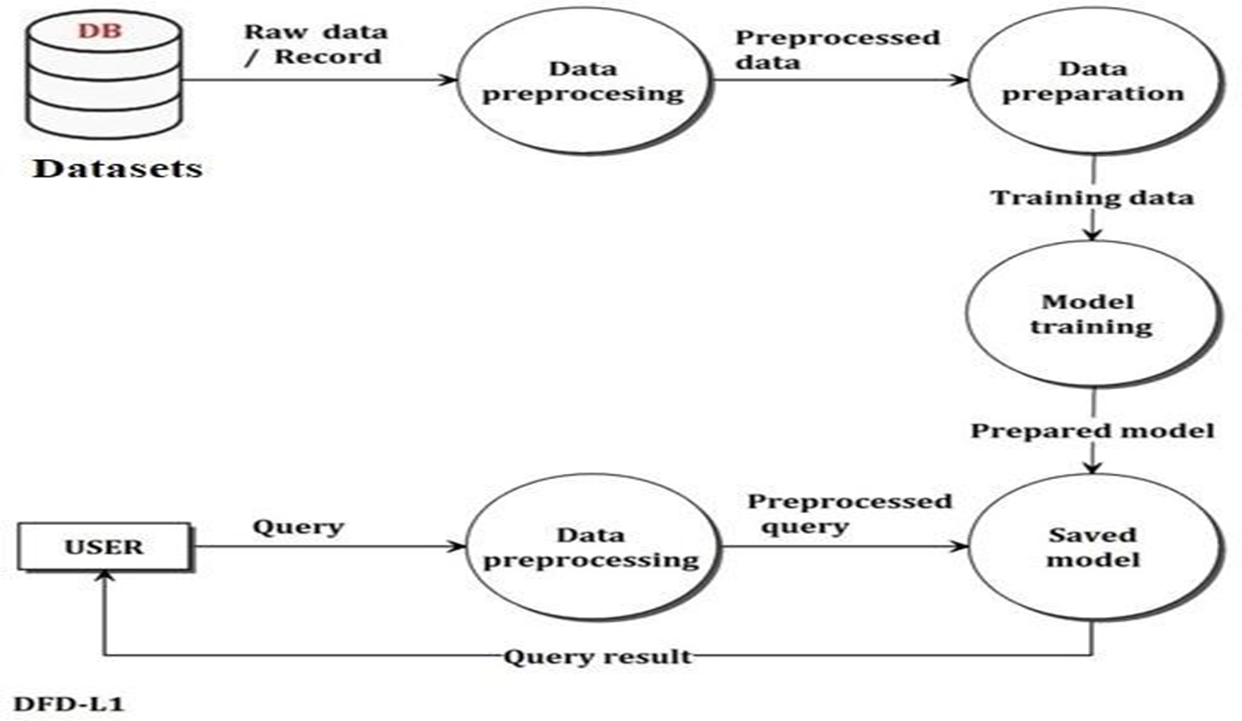 DB
Raw data
/ Record
Datasets
Data
preprocesing
Preprocessed
data
Data
preparation
Training data
Model
training
Prepared model
USER
Query
Data
preprocessing
Preprocessed
query
Saved
model
Query result
DFD-L1